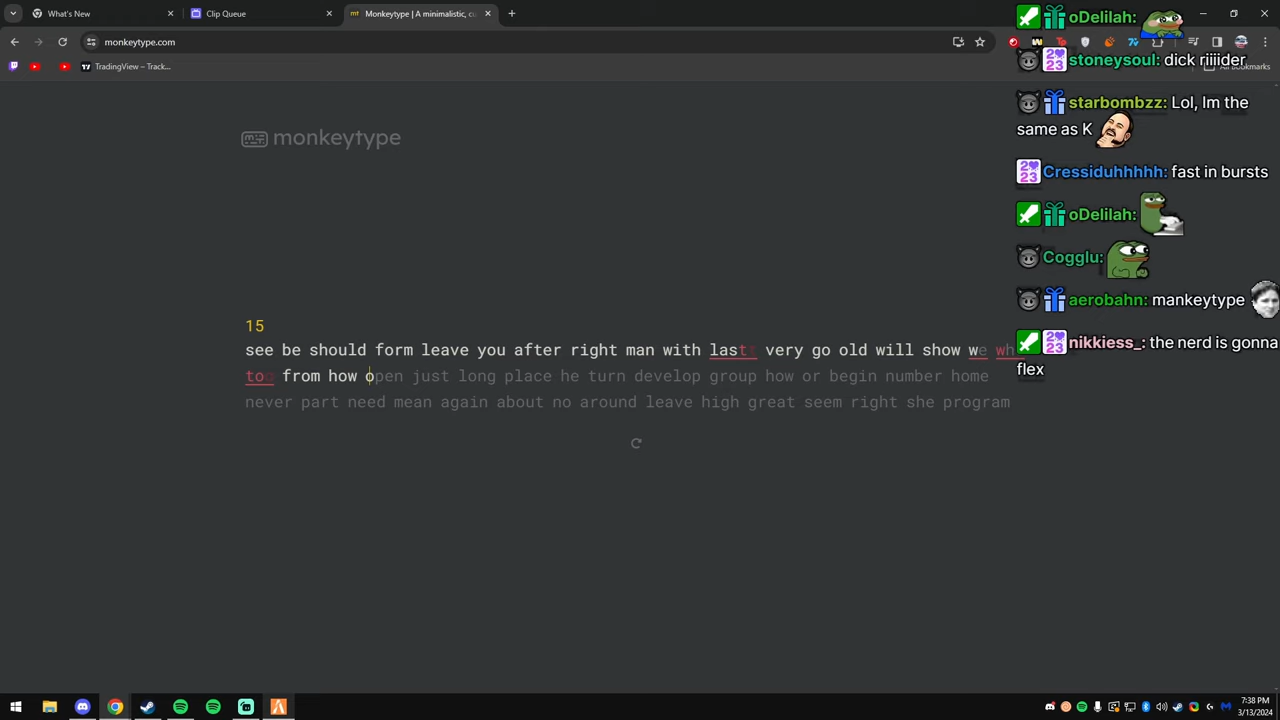 What's New
Clip Queue
Monkeytype | A minimalistic, cu
monkeytype.com
TradingView – Track...
All Bookmarks
monkeytype
15
see be should form leave you after right man with last very go old will show we
to from how open just long place he turn develop group how or begin number home
never part need mean again about no around leave high great seem right she program
oDelilah:
stoneysoul: dick riiiider
starbombzz: Lol, Im the
same as K
Cressiduhhhhh: fast in bursts
oDelilah:
Cogglu:
aerobahn: mankeytype
nikkiess_: the nerd is gonna
flex
7:38 PM
3/13/2024